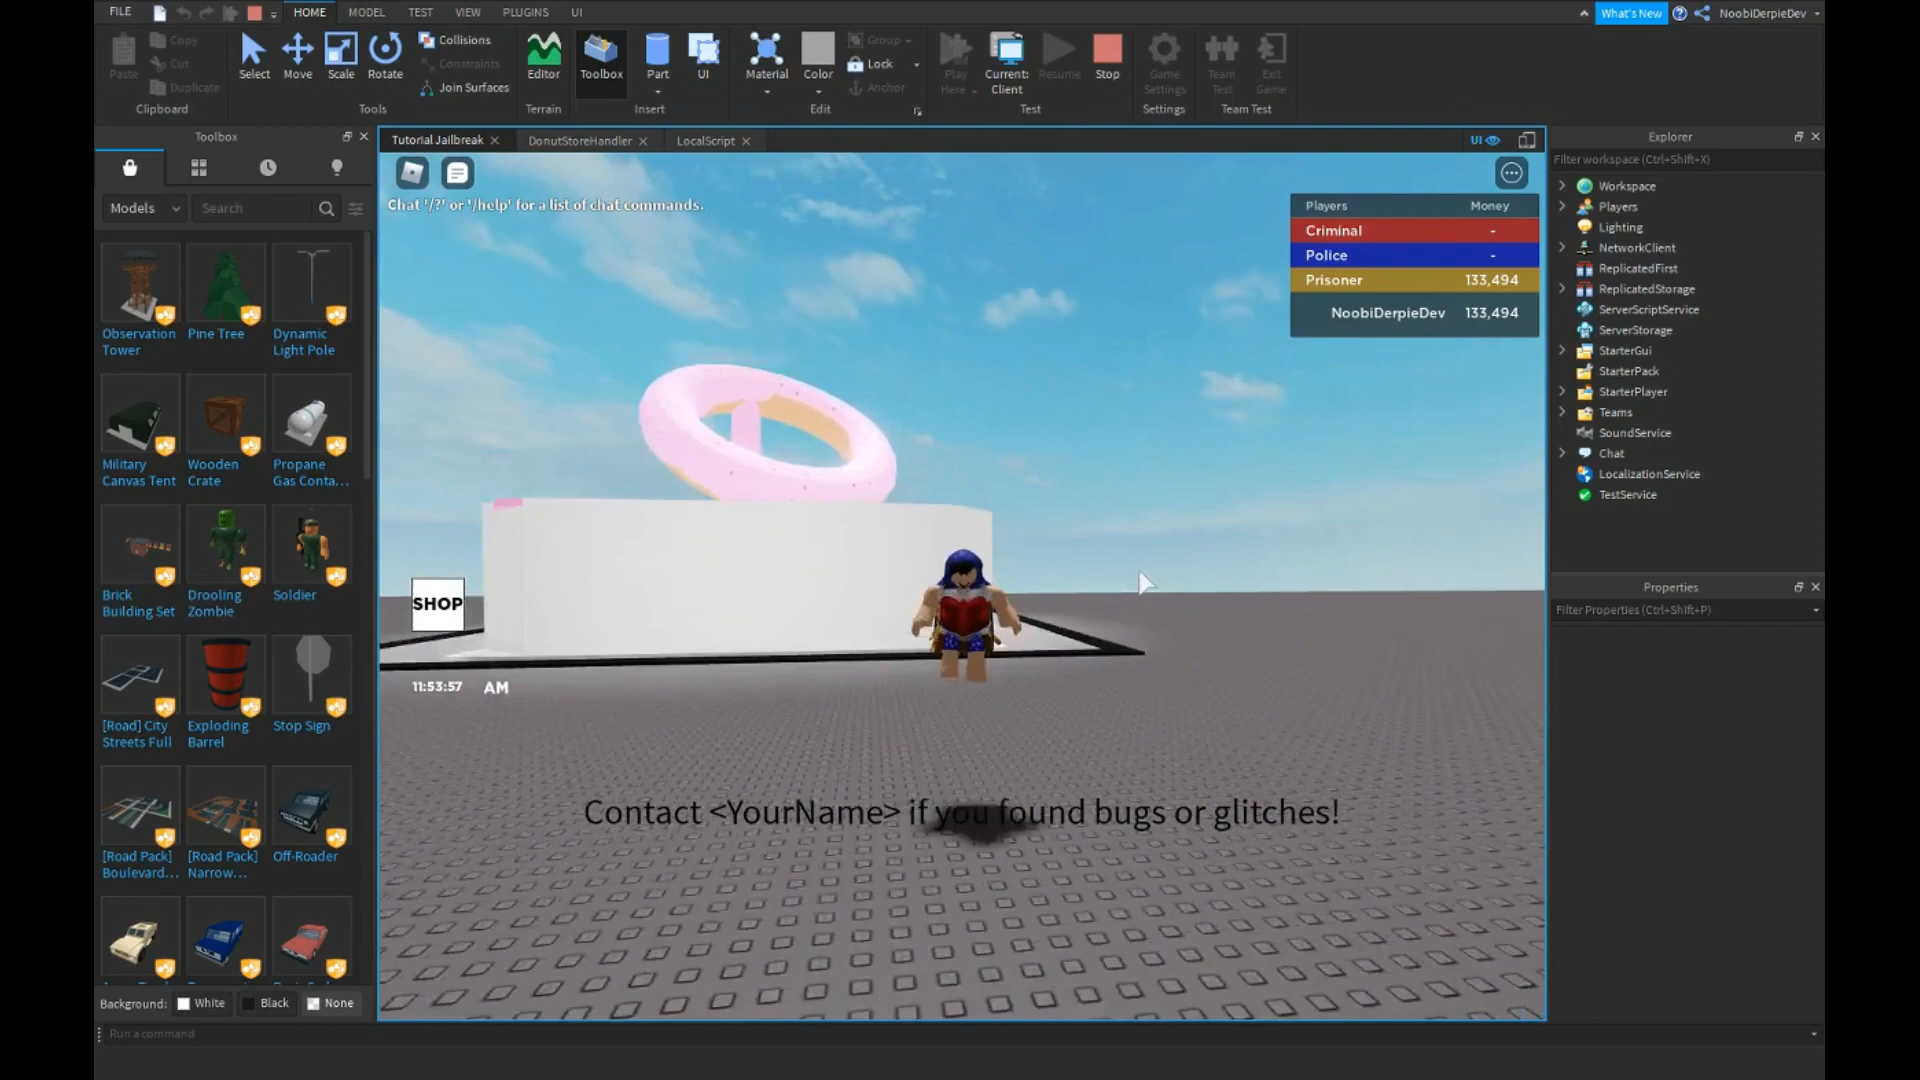 FILE
HOME
MODEL
TEST
VIEW
PLUGINS
UI
What's New
NoobiDerpieDev
Paste
Copy
Cut
Duplicate
Clipboard
Select
Move
Scale
Rotate
Collisions
Constraints
Join Surfaces
Tools
Editor
Terrain
Toolbox
Part
UI
Insert
Material
Color
Group
Lock
Anchor
Edit
Play
Here
Current:
Client
Resume
Stop
Test
Game
Settings
Settings
Team
Test
Exit
Game
Team Test
Toolbox
Models
Search
Observation
Tower
Pine Tree
Dynamic
Light Pole
Military
Canvas Tent
Wooden
Crate
Propane
Gas Conta...
Brick
Building Set
Drooling
Zombie
Soldier
[Road] City
Streets Full
Exploding
Barrel
Stop Sign
[Road Pack]
Boulevard...
[Road Pack]
Narrow...
Off-Roader
Background:
White
Black
None
Run a command
Tutorial Jailbreak
DonutStoreHandler
LocalScript
UI
Chat '/?' or '/help' for a list of chat commands.
Players Money
Criminal -
Police -
Prisoner 133,494
NoobiDerpieDev 133,494
SHOP
11:53:57 AM
Contact <YourName> if you found bugs or glitches!
Explorer
Filter workspace (Ctrl+Shift+X)
Workspace
Players
Lighting
NetworkClient
ReplicatedFirst
ReplicatedStorage
ServerScriptService
ServerStorage
StarterGui
StarterPack
StarterPlayer
Teams
SoundService
Chat
LocalizationService
TestService
Properties
Filter Properties (Ctrl+Shift+P)